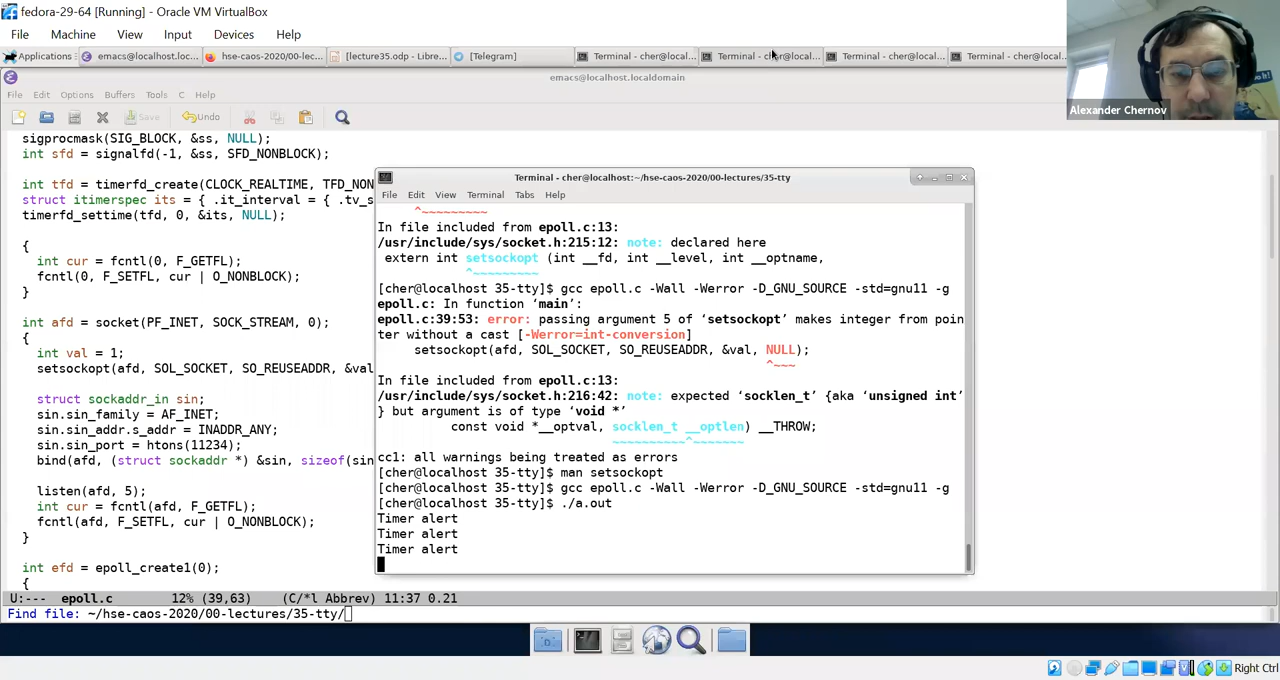 fedora-29-64 [Running] - Oracle VM VirtualBox
File Machine View Input Devices Help
Applications emacs@localhost.loc... hse-caos-2020/00-lec... [lecture35.odp - Libre... [Telegram] Terminal - cher@local... Terminal - cher@local... Terminal - cher@local... Terminal - cher@local...
emacs@localhost.localdomain
File Edit Options Buffers Tools C Help
Save Undo
Alexander Chernov
sigprocmask(SIG_BLOCK, &ss, NULL);
int sfd = signalfd(-1, &ss, SFD_NONBLOCK);
int tfd = timerfd_create(CLOCK_REALTIME, TFD_NON
struct itimerspec its = { .it_interval = { .tv_s
timerfd_settime(tfd, 0, &its, NULL);
{
int cur = fcntl(0, F_GETFL);
fcntl(0, F_SETFL, cur | O_NONBLOCK);
}
int afd = socket(PF_INET, SOCK_STREAM, 0);
{
int val = 1;
setsockopt(afd, SOL_SOCKET, SO_REUSEADDR, &val
struct sockaddr_in sin;
sin.sin_family = AF_INET;
sin.sin_addr.s_addr = INADDR_ANY;
sin.sin_port = htons(11234);
bind(afd, (struct sockaddr *) &sin, sizeof(sin
listen(afd, 5);
int cur = fcntl(afd, F_GETFL);
fcntl(afd, F_SETFL, cur | O_NONBLOCK);
}
int efd = epoll_create1(0);
{
U:--- epoll.c 12% (39,63) (C/*l Abbrev) 11:37 0.21
Find file: ~/hse-caos-2020/00-lectures/35-tty/
Terminal - cher@localhost:~/hse-caos-2020/00-lectures/35-tty
File Edit View Terminal Tabs Help
^~~~~~~~~~
In file included from epoll.c:13:
/usr/include/sys/socket.h:215:12: note: declared here
extern int setsockopt (int __fd, int __level, int __optname,
^~~~~~~~~~
[cher@localhost 35-tty]$ gcc epoll.c -Wall -Werror -D_GNU_SOURCE -std=gnu11 -g
epoll.c: In function ‘main’:
epoll.c:39:53: error: passing argument 5 of ‘setsockopt’ makes integer from poin
ter without a cast [-Werror=int-conversion]
setsockopt(afd, SOL_SOCKET, SO_REUSEADDR, &val, NULL);
^~~~
In file included from epoll.c:13:
/usr/include/sys/socket.h:216:42: note: expected ‘socklen_t’ {aka ‘unsigned int’
} but argument is of type ‘void *’
const void *__optval, socklen_t __optlen) __THROW;
~~~~~~~~~~^~~~~~~~
cc1: all warnings being treated as errors
[cher@localhost 35-tty]$ man setsockopt
[cher@localhost 35-tty]$ gcc epoll.c -Wall -Werror -D_GNU_SOURCE -std=gnu11 -g
[cher@localhost 35-tty]$ ./a.out
Timer alert
Timer alert
Timer alert
Right Ctrl